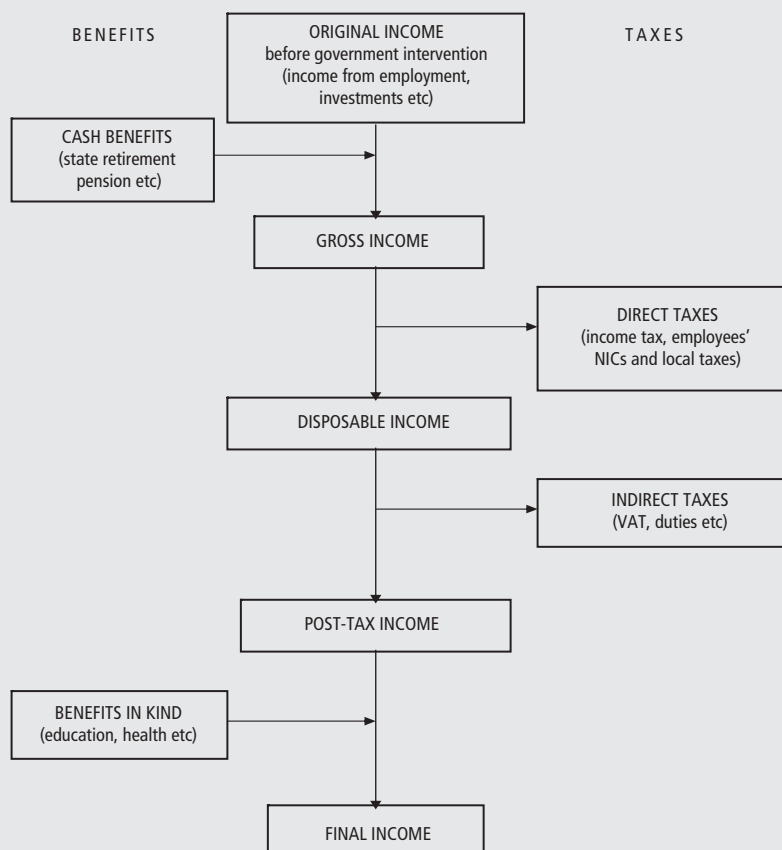 BENEFITS
ORIGINAL INCOME
before government intervention
(income from employment,
investments etc)
TAXES
CASH BENEFITS
(state retirement
pension etc)
GROSS INCOME
DIRECT TAXES
(income tax, employees’
NICs and local taxes)
DISPOSABLE INCOME
INDIRECT TAXES
(VAT, duties etc)
POST-TAX INCOME
BENEFITS IN KIND
(education, health etc)
FINAL INCOME